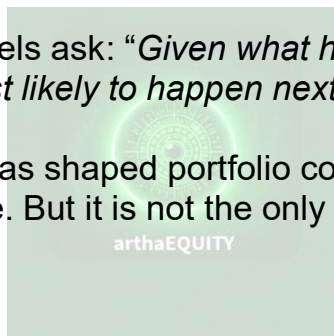 els ask: “Given what h
t likely to happen next
as shaped portfolio co
. But it is not the only
arthaEQUITY